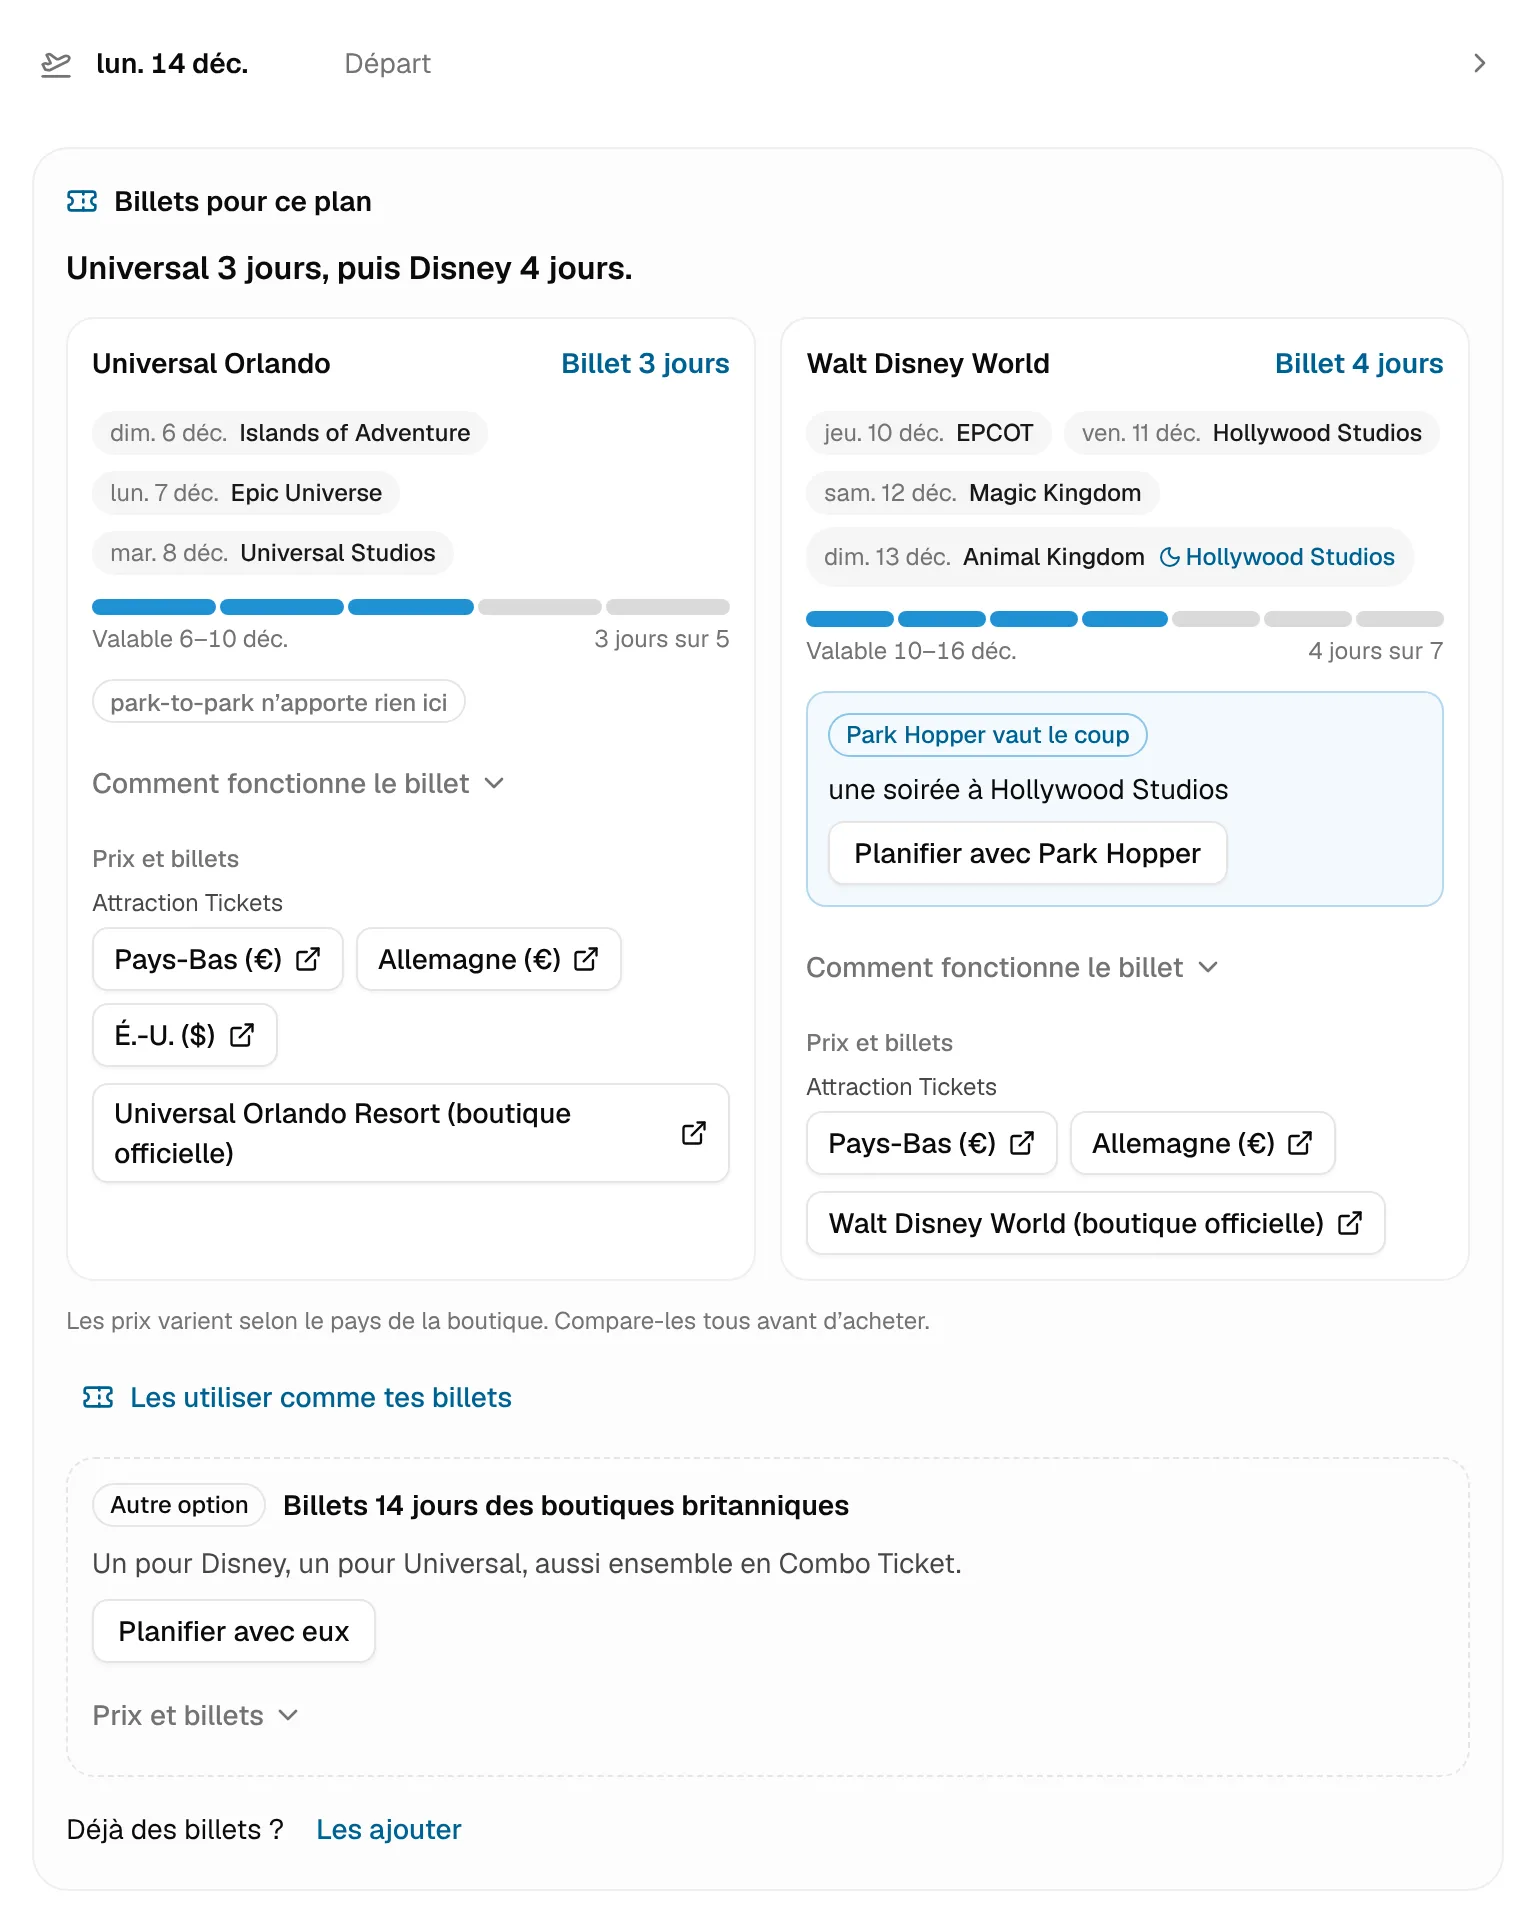 lun. 14 déc. Départ
Billets pour ce plan
Universal 3 jours, puis Disney 4 jours.
Universal Orlando Billet 3 jours
dim. 6 déc. Islands of Adventure
lun. 7 déc. Epic Universe
mar. 8 déc. Universal Studios
Valable 6–10 déc. 3 jours sur 5
park-to-park n’apporte rien ici
Comment fonctionne le billet
Prix et billets
Attraction Tickets
Pays-Bas (€) Allemagne (€)
É.-U. ($)
Universal Orlando Resort (boutique
officielle)
Walt Disney World Billet 4 jours
jeu. 10 déc. EPCOT ven. 11 déc. Hollywood Studios
sam. 12 déc. Magic Kingdom
dim. 13 déc. Animal Kingdom Hollywood Studios
Valable 10–16 déc. 4 jours sur 7
Park Hopper vaut le coup
une soirée à Hollywood Studios
Planifier avec Park Hopper
Comment fonctionne le billet
Prix et billets
Attraction Tickets
Pays-Bas (€) Allemagne (€)
Walt Disney World (boutique officielle)
Les prix varient selon le pays de la boutique. Compare-les tous avant d’acheter.
Les utiliser comme tes billets
Autre option Billets 14 jours des boutiques britanniques
Un pour Disney, un pour Universal, aussi ensemble en Combo Ticket.
Planifier avec eux
Prix et billets
Déjà des billets ? Les ajouter